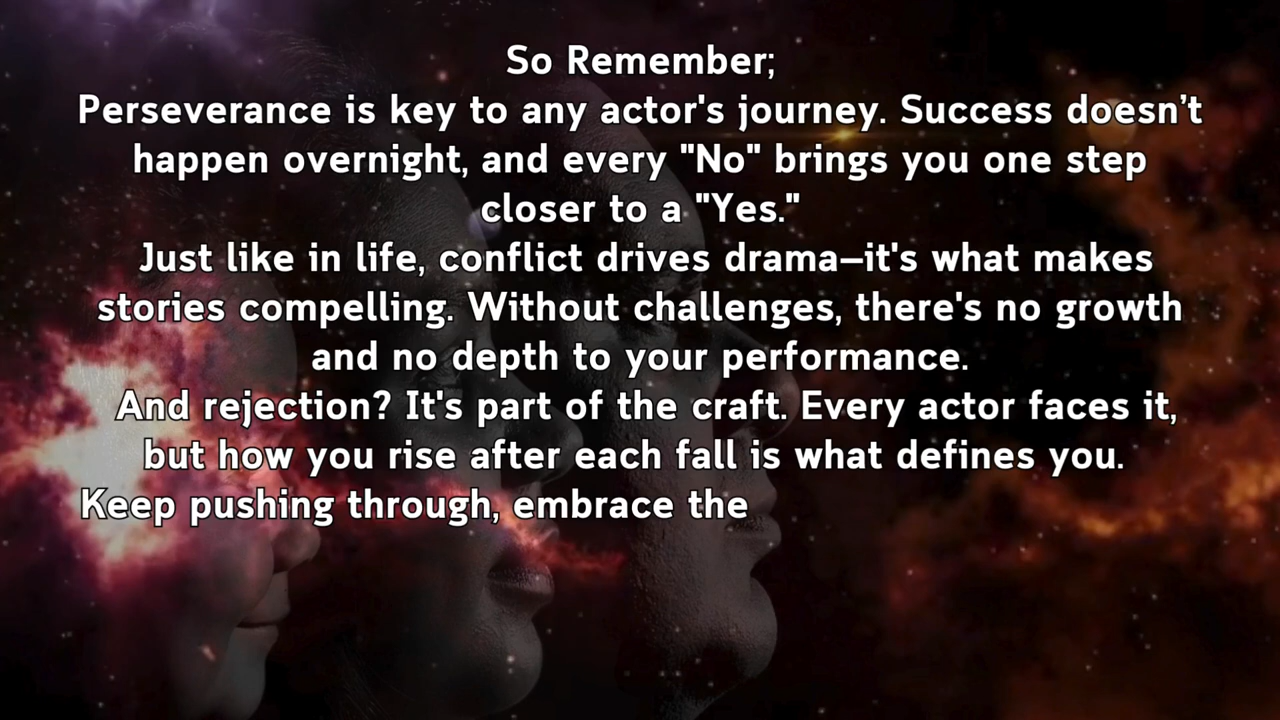 So Remember;
Perseverance is key to any actor's journey. Success doesn’t
happen overnight, and every "No" brings you one step
closer to a "Yes."
Just like in life, conflict drives drama—it's what makes
stories compelling. Without challenges, there's no growth
and no depth to your performance.
And rejection? It's part of the craft. Every actor faces it,
but how you rise after each fall is what defines you.
Keep pushing through, embrace the